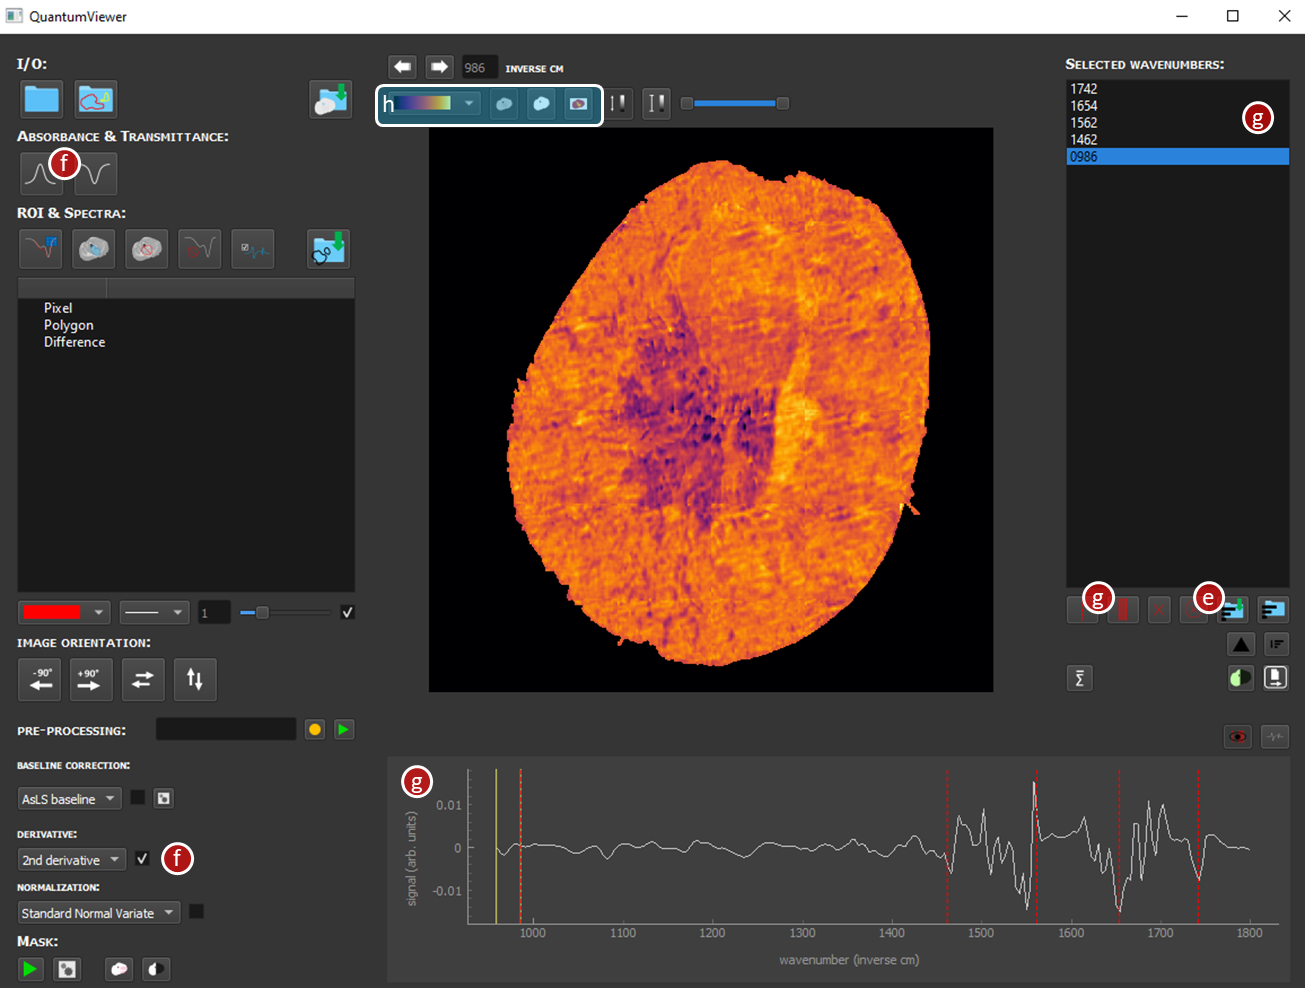 QuantumViewer
I/O:
986 INVERSE CM
SELECTED WAVENUMBERS:
h
1742
1654
1562
1462
0986
g
ABSORBANCE & TRANSMITTANCE:
f
ROI & SPECTRA:
Pixel
Polygon
Difference
1
g
e
IMAGE ORIENTATION:
-90°
+90°
Σ
PRE-PROCESSING:
BASELINE CORRECTION:
AsLS baseline
DERIVATIVE:
2nd derivative
f
NORMALIZATION:
Standard Normal Variate
MASK:
g
signal (arb. units)
0.01
0
-0.01
1000 1100 1200 1300 1400 1500 1600 1700 1800
wavenumber (inverse cm)